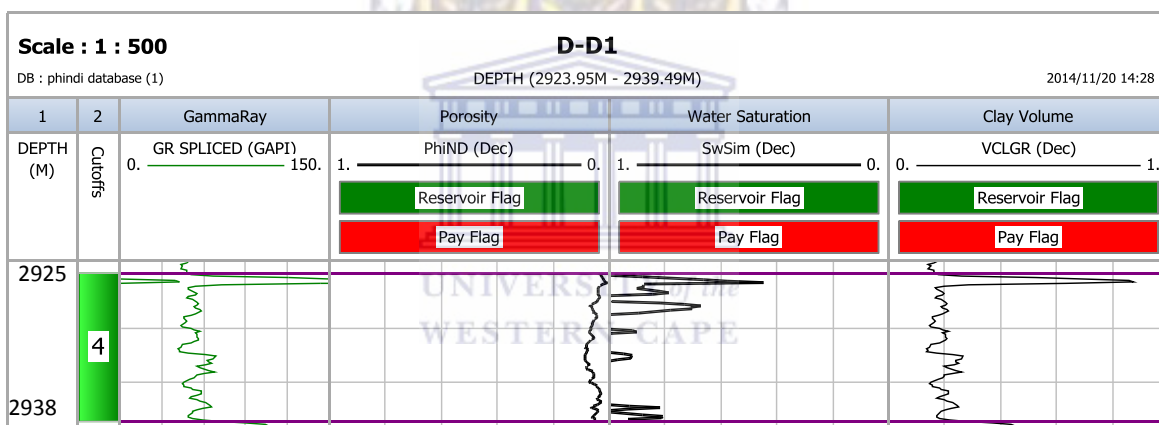 Scale : 1 : 500
D-D1
DB : phindi database (1)
DEPTH (2923.95M - 2939.49M)
2014/11/20 14:28
1
2
GammaRay
Porosity
Water Saturation
Clay Volume
DEPTH
(M)
Cutoffs
GR SPLICED (GAPI)
0. 150.
PhiND (Dec)
1. 0.
SwSim (Dec)
1. 0.
VCLGR (Dec)
0. 1.
Reservoir Flag
Reservoir Flag
Reservoir Flag
Pay Flag
Pay Flag
Pay Flag
2925
4
2938
UNIVERSITY of the
WESTERN CAPE